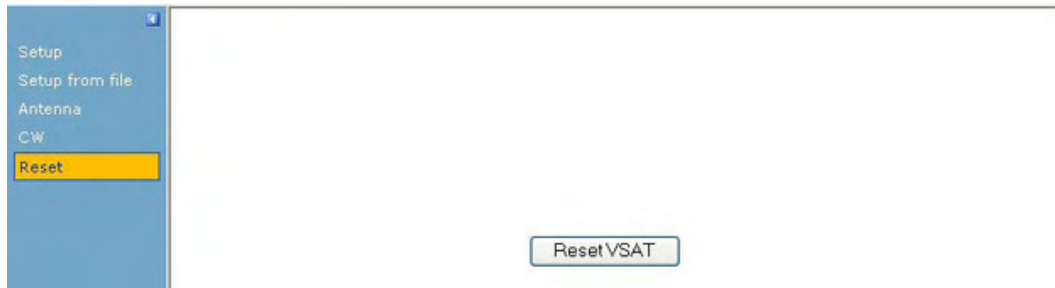 Setup
Setup from file
Antenna
CW
Reset
Reset VSAT